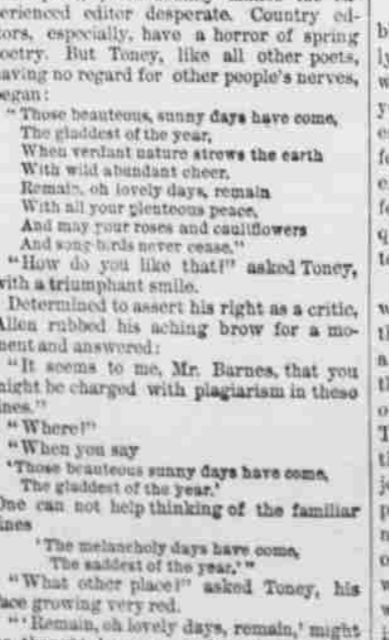 erienced editor desperate. Country ed-
tors, especially, have a horror of spring
oetry. But Toney, like all other poets,
aving no regard for other people's nerves,
egan:
"Those beauteous, sunny days have come,
The gladdest of the year,
When verdant nature strews the earth
With wild abundant cheer,
Remain, oh lovely days, remain
With all your plenteous peace,
And may your roses and cauliflowers
And song-birds never cease."
"How do you like that?" asked Toney,
with a triumphant smile.
Determined to assert his right as a critic,
Allen rubbed his aching brow for a mo-
ment and answered:
"It seems to me, Mr. Barnes, that you
might be charged with plagiarism in these
ines."
"Where?"
"When you say
'Those beauteous sunny days have come,
The gladdest of the year.'
One can not help thinking of the familiar
ines
'The melancholy days have come,
The saddest of the year.'"
"What other place?" asked Toney, his
face growing very red.
"'Remain, oh lovely days, remain,' might